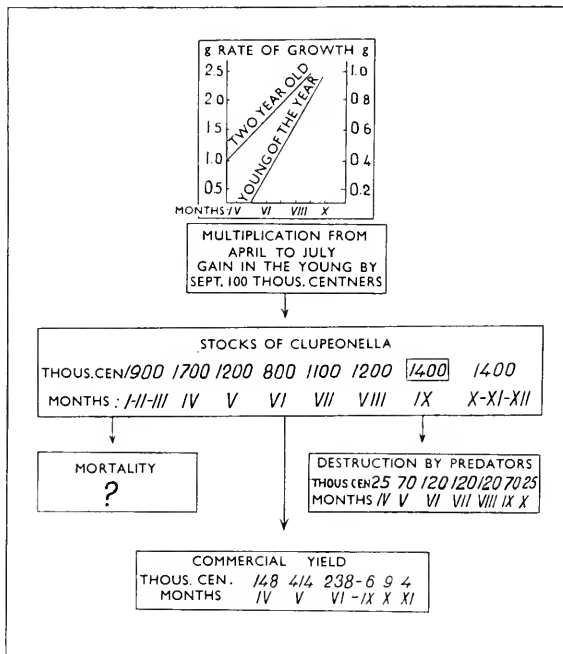 g RATE OF GROWTH g
2.5 1.0
2.0 0.8
1.5 0.6
1.0 0.4
0.5 0.2
TWO YEAR OLD
YOUNG OF THE YEAR
MONTHS: IV VI VIII X
MULTIPLICATION FROM
APRIL TO JULY
GAIN IN THE YOUNG BY
SEPT. 100 THOUS. CENTNERS
STOCKS OF CLUPEONELLA
THOUS. CEN 1900 1700 1200 800 1100 1200 1400 1400
MONTHS : I-II-III IV V VI VII VIII IX X-XI-XII
MORTALITY
?
DESTRUCTION BY PREDATORS
THOUS CEN 25 70 120 120 120 70 25
MONTHS IV V VI VII VIII IX X
COMMERCIAL YIELD
THOUS. CEN. 148 414 238-6 9 4
MONTHS IV V VI-IX X XI